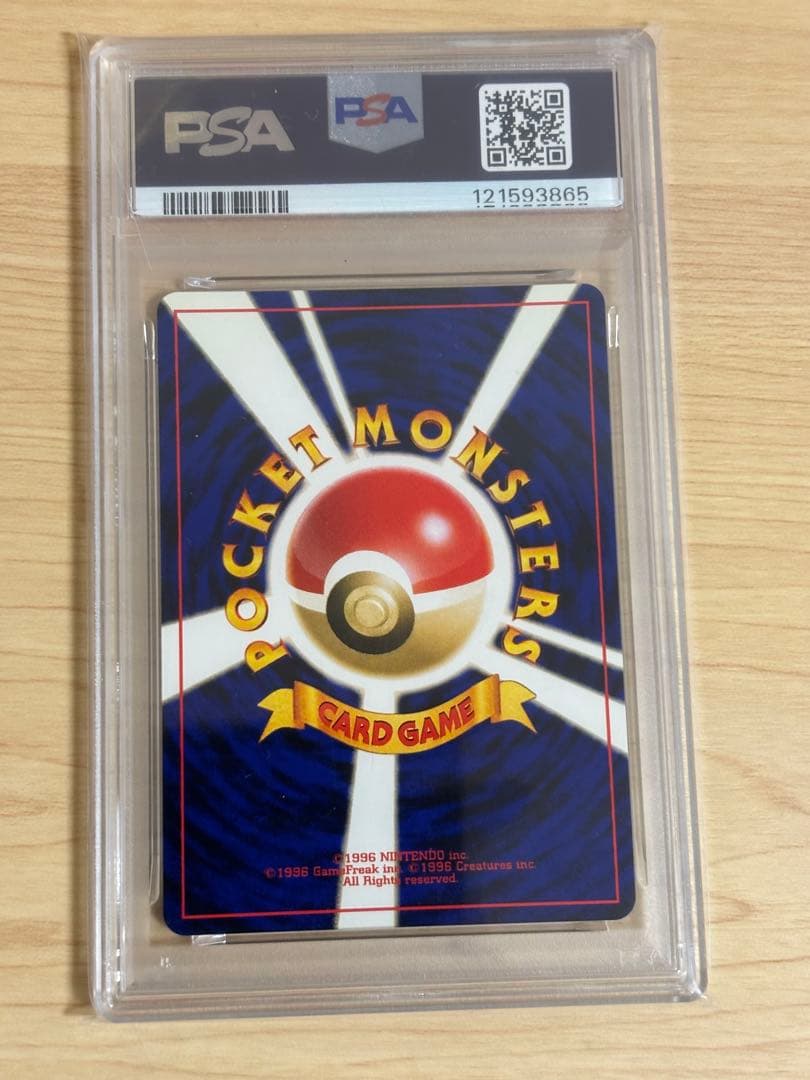 PSA
PSA
121593865
POCKET MONSTERS
CARD GAME
©1996 NINTENDO inc.
©1996 GameFreak inc. ©1996 Creatures inc.
All Rights reserved.